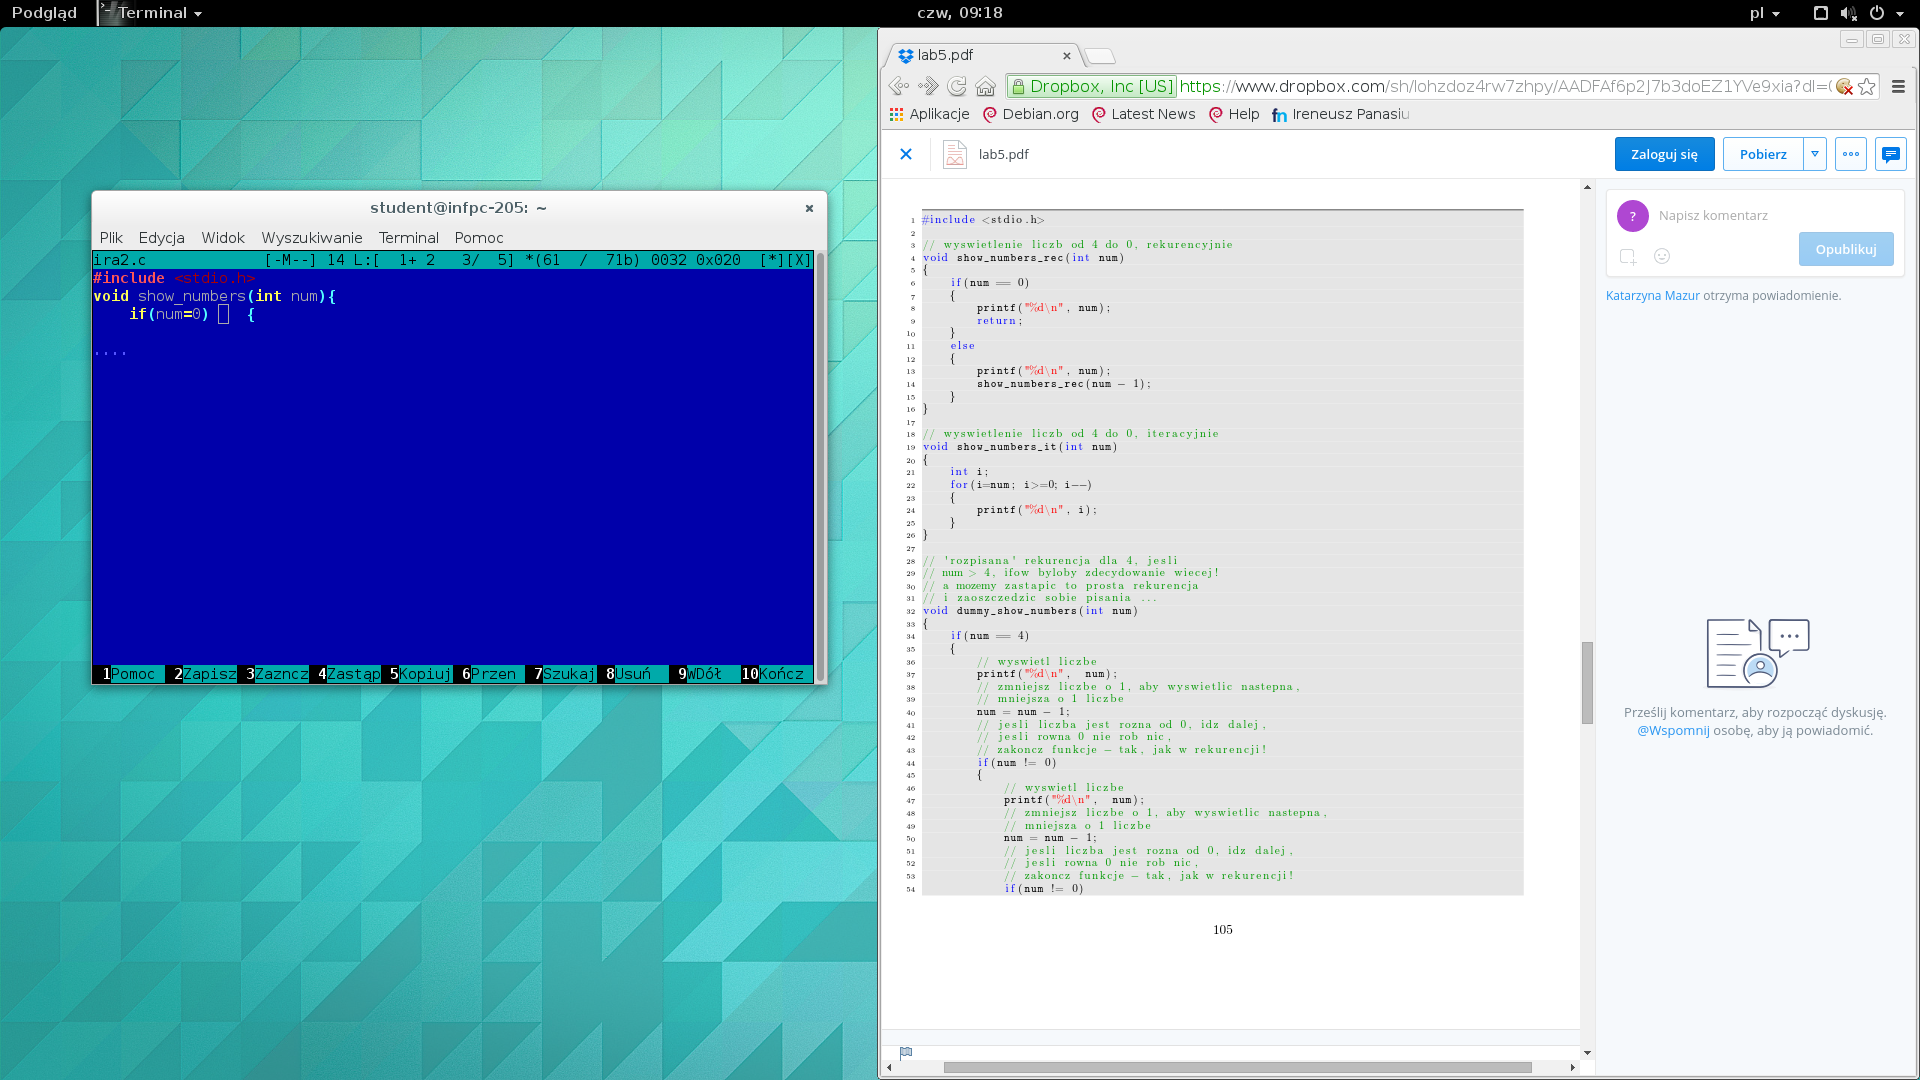 Podgląd
Terminal
czw, 09:18
pl
student@infpc-205: ~
Plik Edycja Widok Wyszukiwanie Terminal Pomoc
ira2.c [-M--] 14 L:[ 1+ 2 3/ 5] *(61 / 71b) 0032 0x020 [*][X]
#include <stdio.h>
void show_numbers(int num){
if(num=0) {
....
1Pomoc 2Zapisz 3Zazncz 4Zastąp 5Kopiuj 6Przen 7Szukaj 8Usuń 9WDół 10Kończ
lab5.pdf
Dropbox, Inc [US] https://www.dropbox.com/sh/lohzdoz4rw7zhpy/AADFAf6p2J7b3doEZ1YVe9xia?dl=0
Aplikacje Debian.org Latest News Help Ireneusz Panasiu
lab5.pdf
Zaloguj się
Pobierz
1 #include <stdio.h>
2
3 // wyswietlenie liczb od 4 do 0, rekurencyjnie
4 void show_numbers_rec(int num)
5 {
6 if(num == 0)
7 {
8 printf("%d\n", num);
9 return;
10 }
11 else
12 {
13 printf("%d\n", num);
14 show_numbers_rec(num - 1);
15 }
16 }
17
18 // wyswietlenie liczb od 4 do 0, iteracyjnie
19 void show_numbers_it(int num)
20 {
21 int i;
22 for(i=num; i>=0; i--)
23 {
24 printf("%d\n", i);
25 }
26 }
27
28 // 'rozpisana' rekurencja dla 4, jesli
29 // num > 4, ifow byloby zdecydowanie wiecej!
30 // a mozemy zastapic to prosta rekurencja
31 // i zaoszczedzic sobie pisania ...
32 void dummy_show_numbers(int num)
33 {
34 if(num == 4)
35 {
36 // wyswietl liczbe
37 printf("%d\n", num);
38 // zmniejsz liczbe o 1, aby wyswietlic nastepna,
39 // mniejsza o 1 liczbe
40 num = num - 1;
41 // jesli liczba jest rozna od 0, idz dalej,
42 // jesli rowna 0 nie rob nic,
43 // zakoncz funkcje - tak, jak w rekurencji!
44 if(num != 0)
45 {
46 // wyswietl liczbe
47 printf("%d\n", num);
48 // zmniejsz liczbe o 1, aby wyswietlic nastepna,
49 // mniejsza o 1 liczbe
50 num = num - 1;
51 // jesli liczba jest rozna od 0, idz dalej,
52 // jesli rowna 0 nie rob nic,
53 // zakoncz funkcje - tak, jak w rekurencji!
54 if(num != 0)
105
?
Napisz komentarz
Opublikuj
Katarzyna Mazur otrzyma powiadomienie.
Prześlij komentarz, aby rozpocząć dyskusję.
@Wspomnij osobę, aby ją powiadomić.